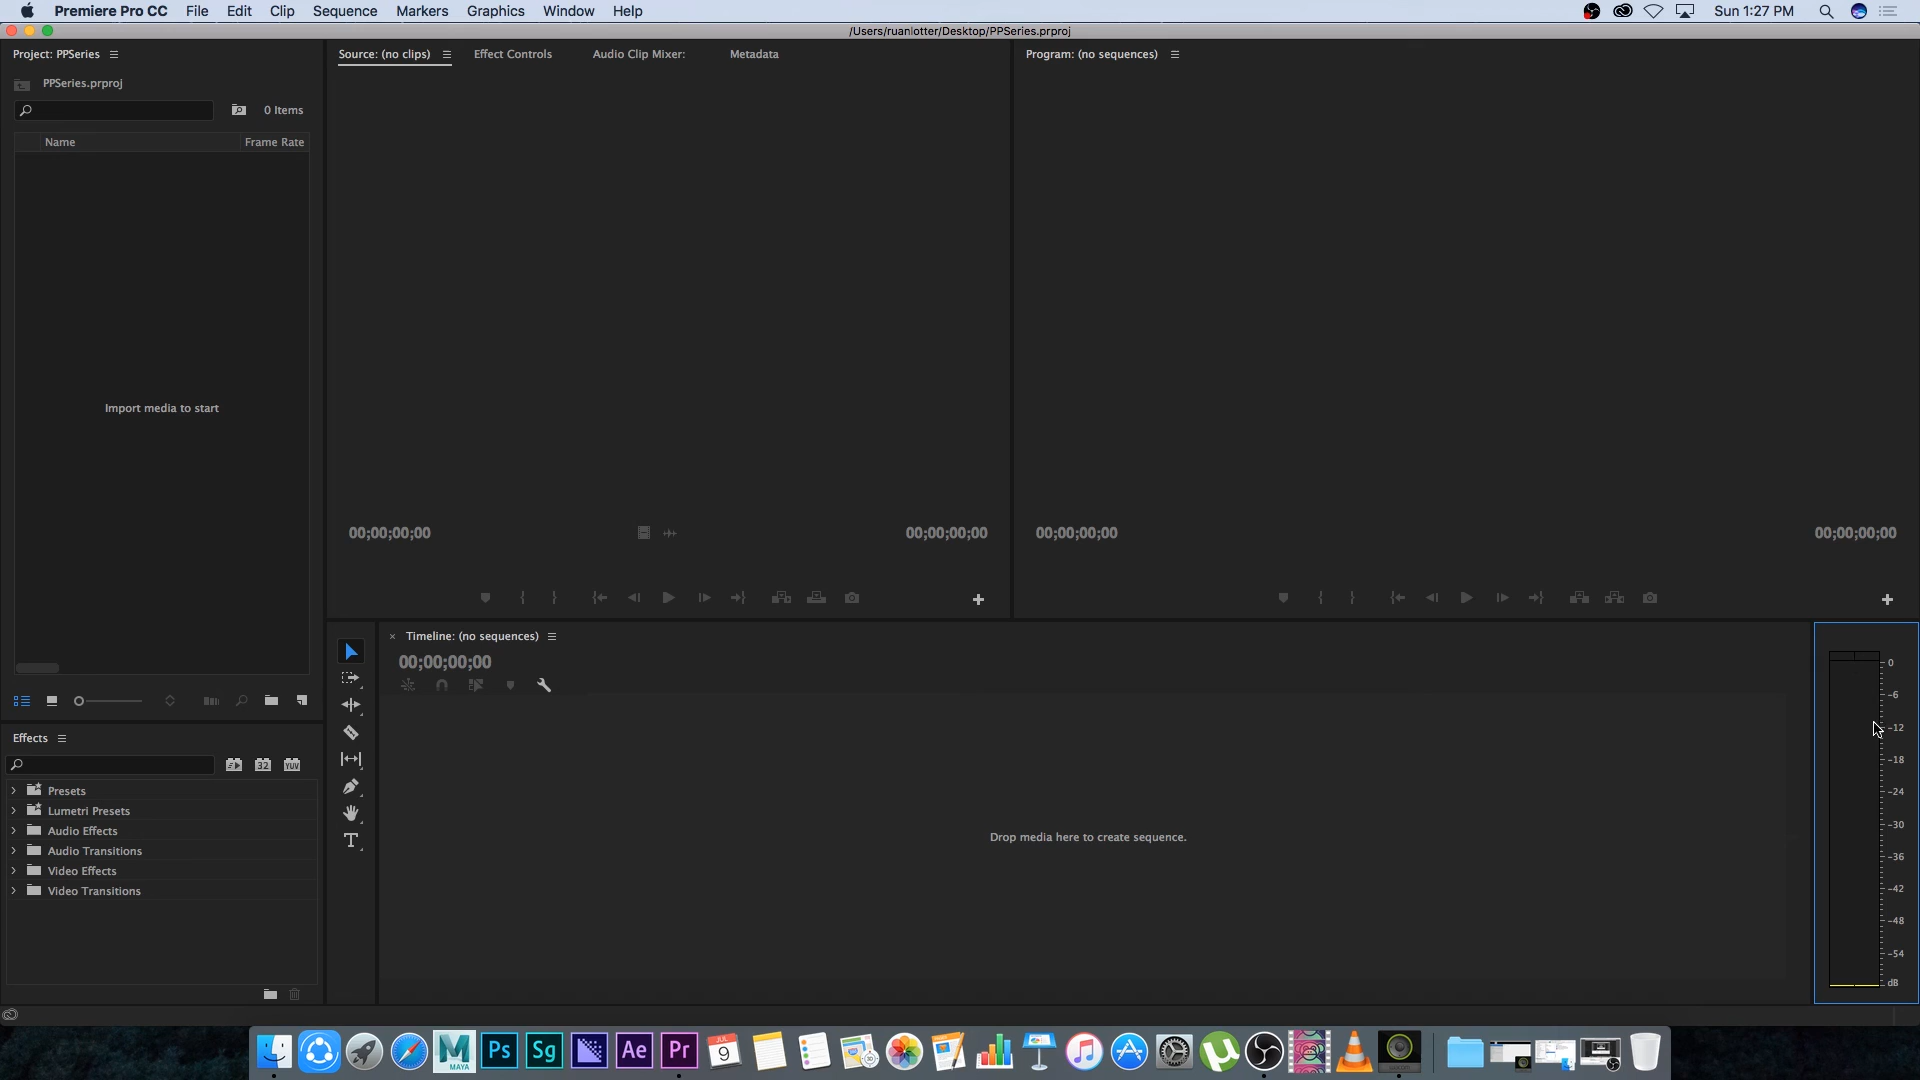 Premiere Pro CC File Edit Clip Sequence Markers Graphics Window Help Sun 1:27 PM
/Users/ruanlotter/Desktop/PPSeries.prproj
Project: PPSeries
PPSeries.prproj
0 Items
Name Frame Rate
Import media to start
Source: (no clips) Effect Controls Audio Clip Mixer: Metadata
00;00;00;00 00;00;00;00
Program: (no sequences)
00;00;00;00 00;00;00;00
Effects
32 YUV
Presets
Lumetri Presets
Audio Effects
Audio Transitions
Video Effects
Video Transitions
T
Timeline: (no sequences)
00;00;00;00
Drop media here to create sequence.
0
-6
-12
-18
-24
-30
-36
-42
-48
-54
dB
M MAYA Ps Sg Ae Pr JUL 9